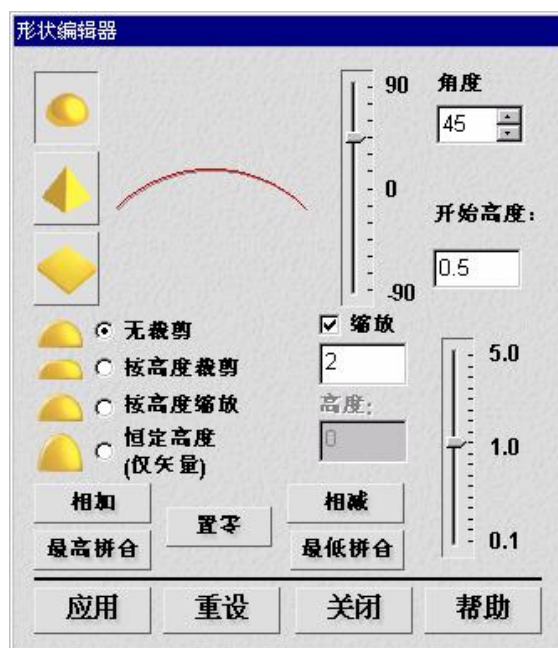 形状编辑器
90
0
-90
角度
45
开始高度:
0.5
无裁剪
按高度裁剪
按高度缩放
恒定高度
(仅矢量)
缩放
2
高度:
0
5.0
1.0
0.1
相加
置零
相减
最高拼合
最低拼合
应用
重设
关闭
帮助